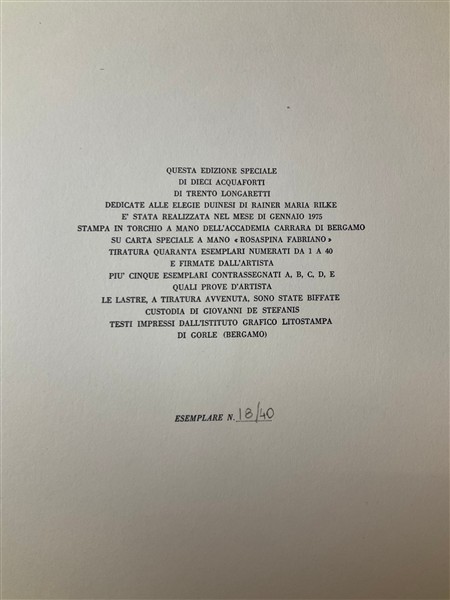 QUESTA EDIZIONE SPECIALE
DI DIECI ACQUAFORTI
DI TRENTO LONGARETTI
DEDICATE ALLE ELEGIE DUINESI DI RAINER MARIA RILKE
E' STATA REALIZZATA NEL MESE DI GENNAIO 1975
STAMPA IN TORCHIO A MANO DELL'ACCADEMIA CARRARA DI BERGAMO
SU CARTA SPECIALE A MANO « ROSASPINA FABRIANO »
TIRATURA QUARANTA ESEMPLARI NUMERATI DA 1 A 40
E FIRMATE DALL'ARTISTA
PIU' CINQUE ESEMPLARI CONTRASSEGNATI A, B, C, D, E
QUALI PROVE D'ARTISTA
LE LASTRE, A TIRATURA AVVENUTA, SONO STATE BIFFATE
CUSTODIA DI GIOVANNI DE STEFANIS
TESTI IMPRESSI DALL'ISTITUTO GRAFICO LITOSTAMPA
DI GORLE (BERGAMO)
ESEMPLARE N. 18/40